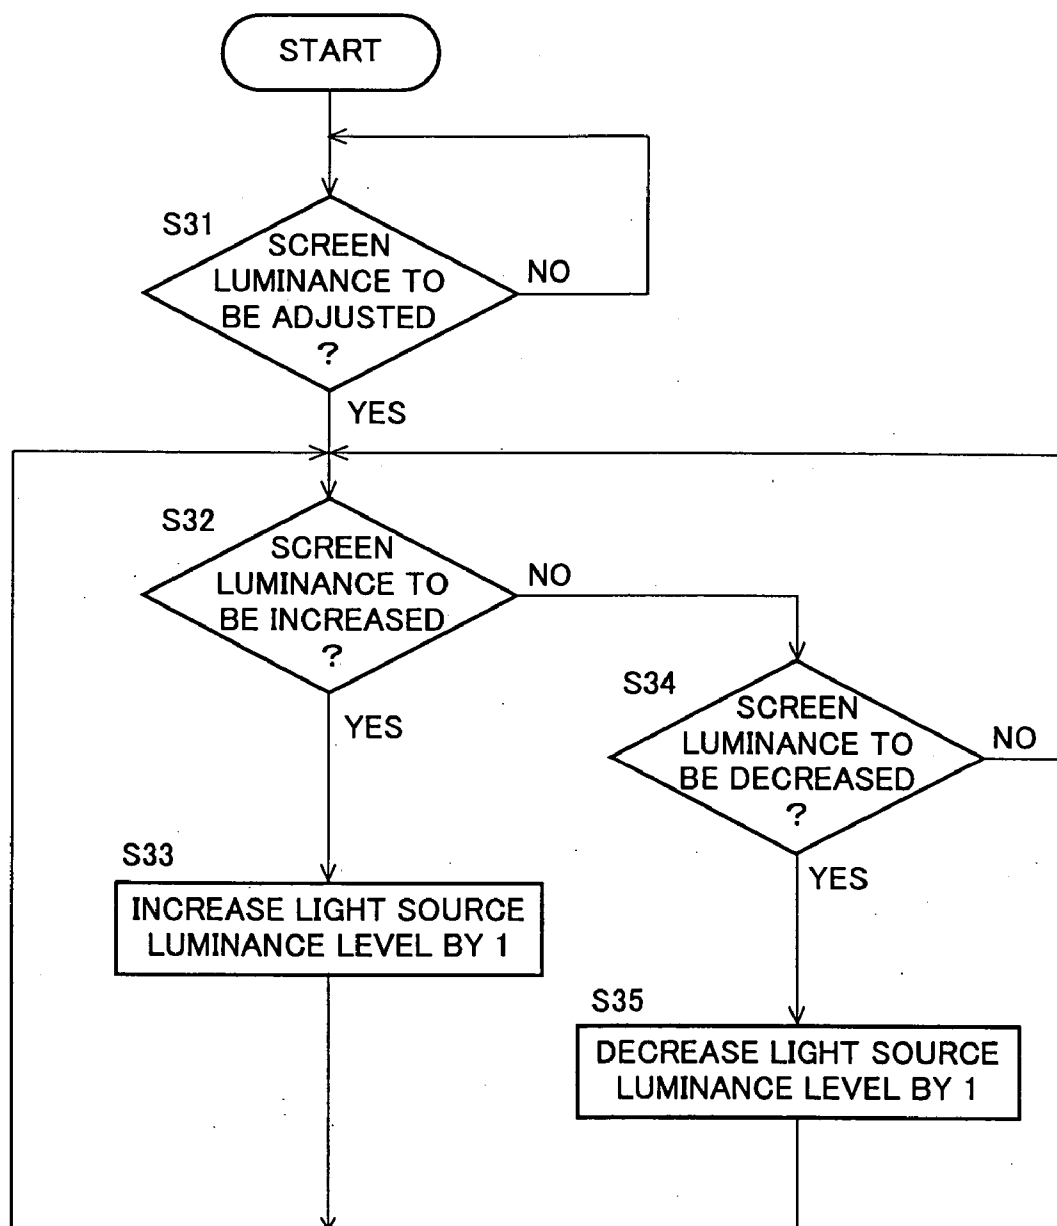 START
S31
SCREEN
LUMINANCE TO
BE ADJUSTED
?
NO
YES
S32
SCREEN
LUMINANCE TO
BE INCREASED
?
NO
YES
S34
SCREEN
LUMINANCE TO
BE DECREASED
?
NO
YES
S33
INCREASE LIGHT SOURCE
LUMINANCE LEVEL BY 1
S35
DECREASE LIGHT SOURCE
LUMINANCE LEVEL BY 1